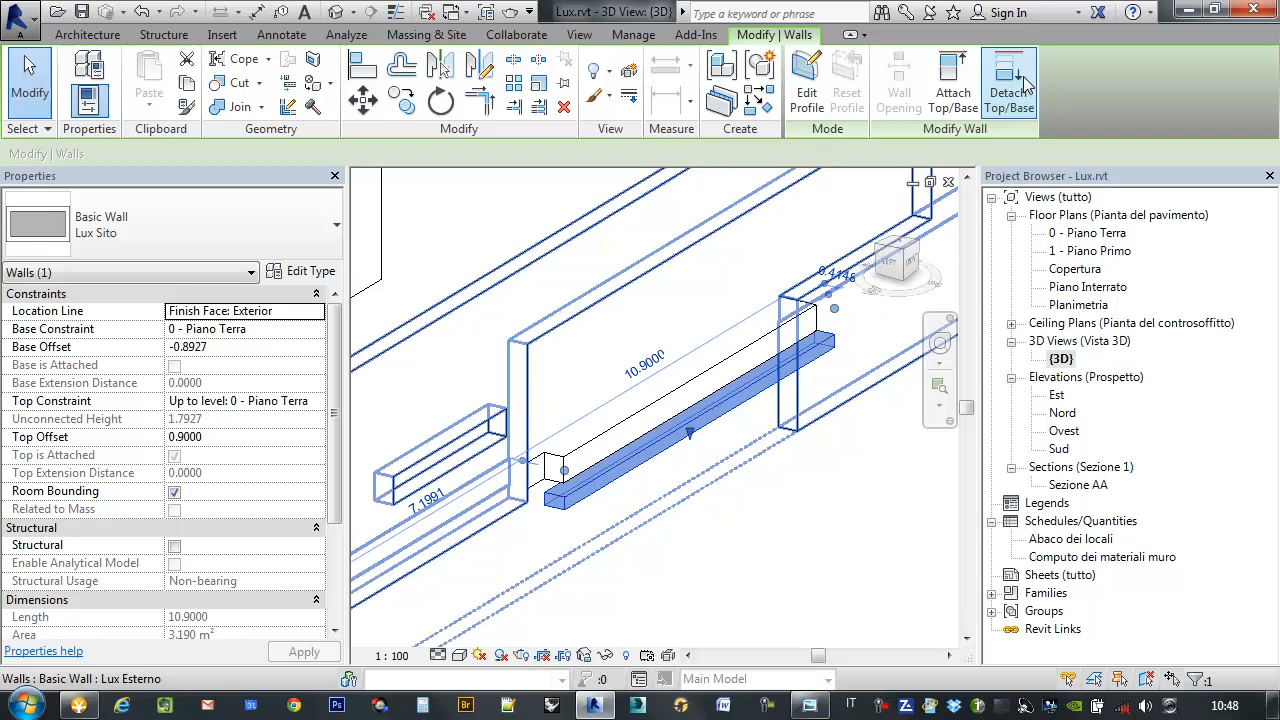 Lux.rvt - 3D View: {3D}
Type a keyword or phrase
Sign In
Architecture Structure Insert Annotate Analyze Massing & Site Collaborate View Manage Add-Ins Modify | Walls
Modify
Paste
Cope
Cut
Join
Edit Profile
Reset Profile
Wall Opening
Attach Top/Base
Detach Top/Base
Select Properties Clipboard Geometry Modify View Measure Create Mode Modify Wall
Modify | Walls
Properties
Basic Wall
Lux Sito
Walls (1)
Edit Type
Constraints
Location Line Finish Face: Exterior
Base Constraint 0 - Piano Terra
Base Offset -0.8927
Base is Attached
Base Extension Distance 0.0000
Top Constraint Up to level: 0 - Piano Terra
Unconnected Height 1.7927
Top Offset 0.9000
Top is Attached
Top Extension Distance 0.0000
Room Bounding
Related to Mass
Structural
Structural
Enable Analytical Model
Structural Usage Non-bearing
Dimensions
Length 10.9000
Area 3.190 m²
Properties help
Apply
10.9000
7.1991
0.4148
LEFT
1 : 100
Project Browser - Lux.rvt
Views (tutto)
Floor Plans (Pianta del pavimento)
0 - Piano Terra
1 - Piano Primo
Copertura
Piano Interrato
Planimetria
Ceiling Plans (Pianta del controsoffitto)
3D Views (Vista 3D)
{3D}
Elevations (Prospetto)
Est
Nord
Ovest
Sud
Sections (Sezione 1)
Sezione AA
Legends
Schedules/Quantities
Abaco dei locali
Computo dei materiali muro
Sheets (tutto)
Families
Groups
Revit Links
Walls : Basic Wall : Lux Esterno
:0
Main Model
:1
IT
10:48